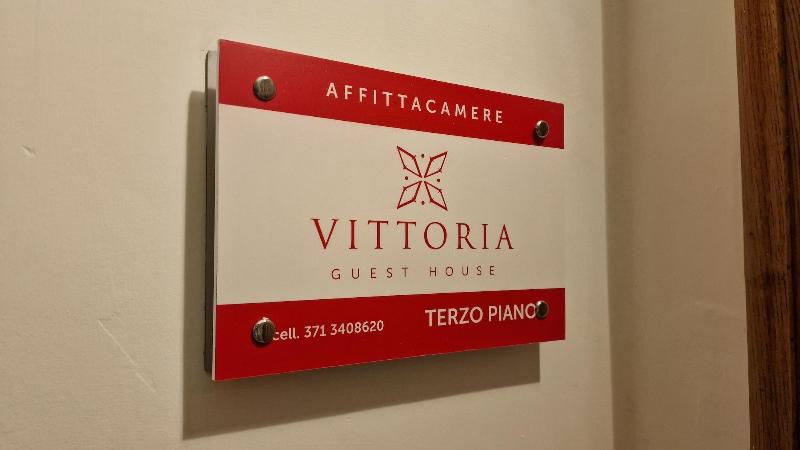 AFFITTACAMERE
VITTORIA
GUEST HOUSE
cell. 371 3408620
TERZO PIANO